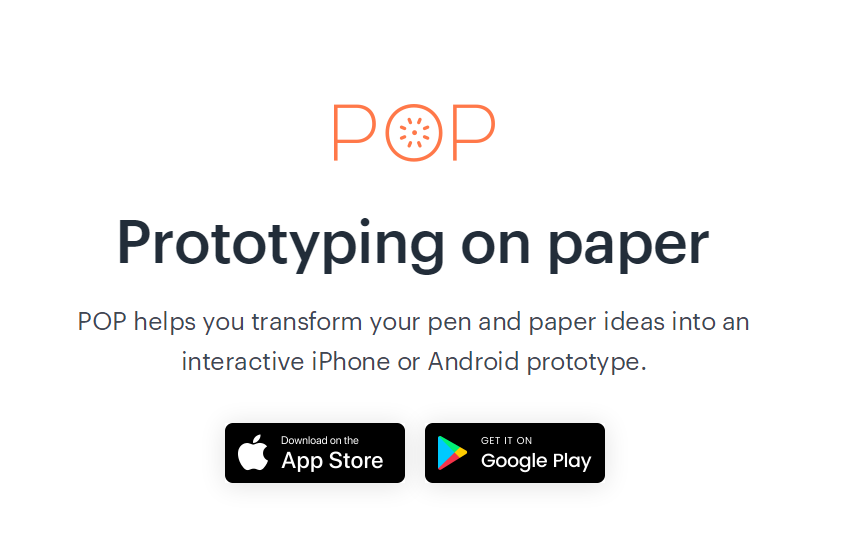 POP
Prototyping on paper
POP helps you transform your pen and paper ideas into an
interactive iPhone or Android prototype.
Download on the
App Store
GET IT ON
Google Play